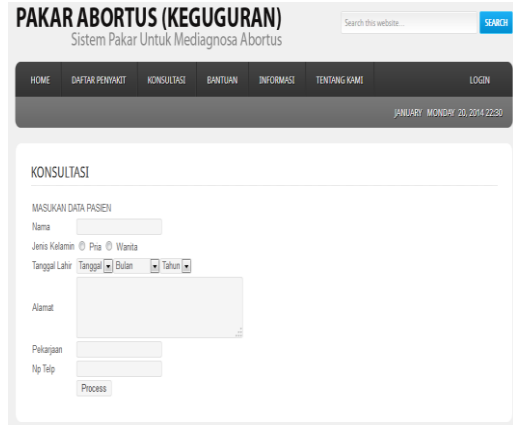 PAKAR ABORTUS (KEGUGURAN)
Sistem Pakar Untuk Mediagnosa Abortus
Search this website...
SEARCH
HOME DAFTAR PENYAKIT KONSULTASI BANTUAN INFORMASI TENTANG KAMI LOGIN
JANUARY MONDAY 20, 2014 22:30
KONSULTASI
MASUKAN DATA PASIEN
Nama
Jenis Kelamin Pria Wanita
Tanggal Lahir Tanggal Bulan Tahun
Alamat
Pekarjaan
Np Telp
Process